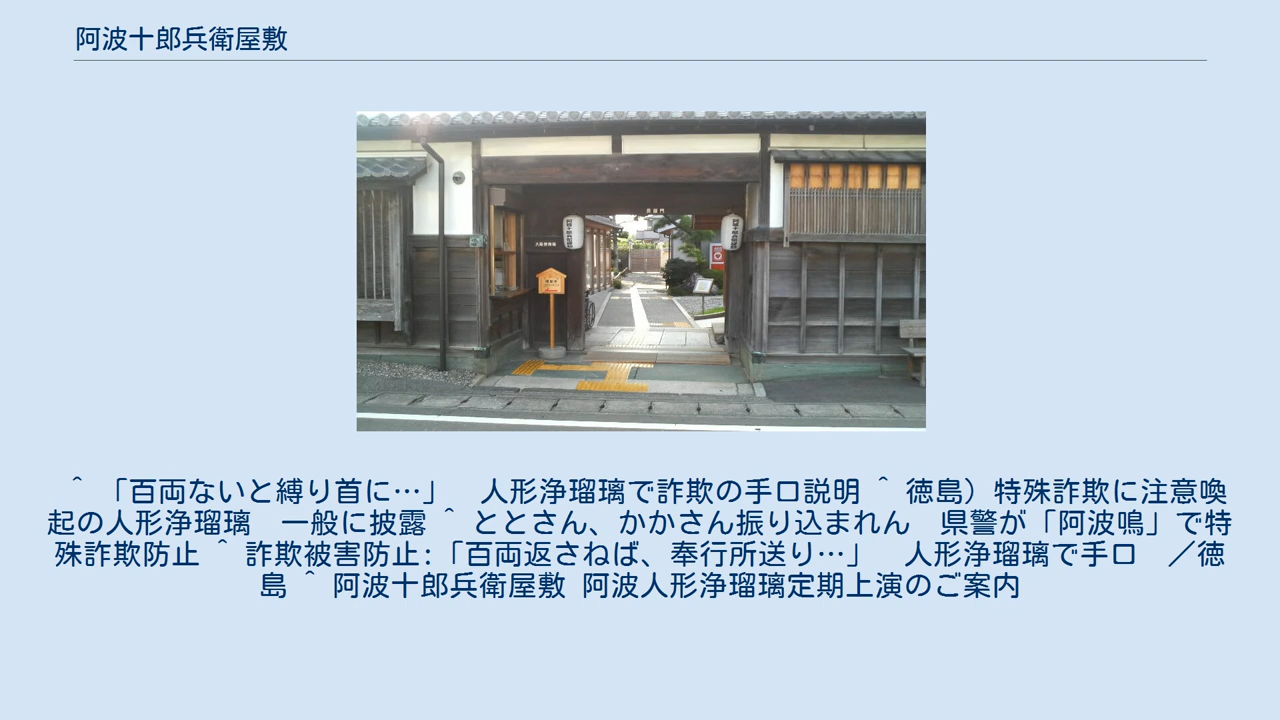 阿波十郎兵衛屋敷
^ 「百両ないと縛り首に…」　人形浄瑠璃で詐欺の手口説明 ^ 徳島）特殊詐欺に注意喚
起の人形浄瑠璃　一般に披露 ^ ととさん、かかさん振り込まれん　県警が「阿波鳴」で特
殊詐欺防止 ^ 詐欺被害防止:「百両返さねば、奉行所送り…」　人形浄瑠璃で手口　／徳
島 ^ 阿波十郎兵衛屋敷 阿波人形浄瑠璃定期上演のご案内